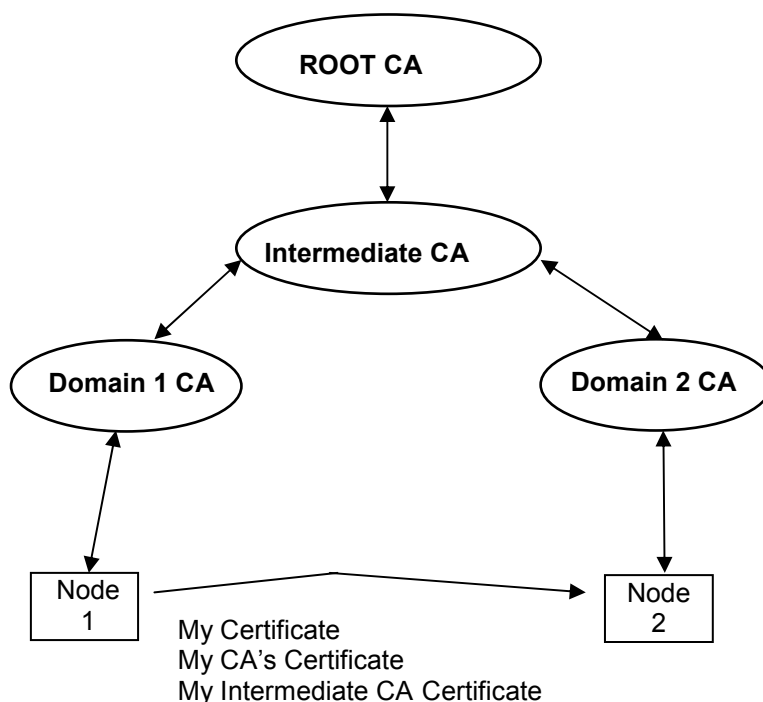 ROOT CA
Intermediate CA
Domain 1 CA
Domain 2 CA
Node
1
Node
2
My Certificate
My CA's Certificate
My Intermediate CA Certificate